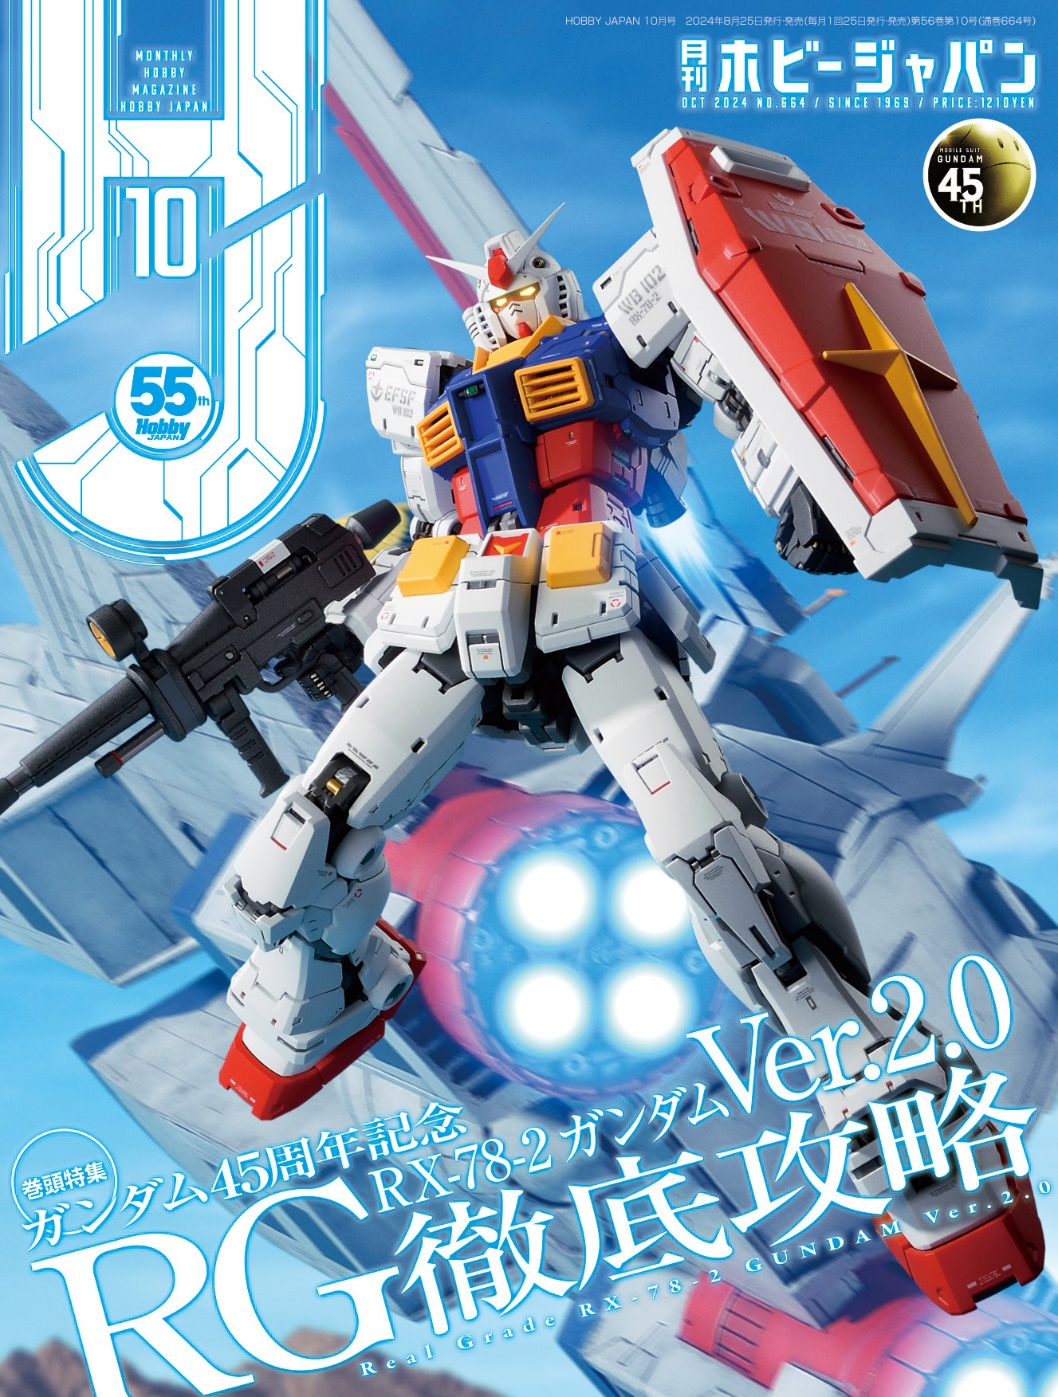 HOBBY JAPAN 10月号 2024年8月25日発行・発売(毎月1回25日発行・発売)第56巻第10号(通巻664号)
月刊ホビージャパン
OCT 2024 NO.664 / SINCE 1969 / PRICE:1210YEN
MONTHLY
HOBBY
MAGAZINE
HOBBY JAPAN
HJ
10
MOBILE SUIT
GUNDAM
45
TH
55th
Hobby
JAPAN
WB 102
RX-78-2
EFSF
WB 102
巻頭特集
ガンダム45周年記念
RX-78-2 ガンダムVer.2.0
RG徹底攻略
Real Grade RX-78-2 GUNDAM Ver.2.0